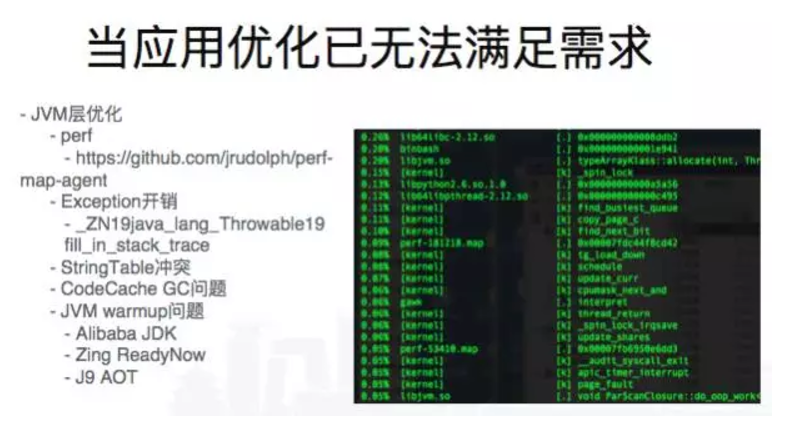 当应用优化已无法满足需求
- JVM层优化
- perf
- https://github.com/jrudolph/perf-
map-agent
- Exception开销
- _ZN19java_lang_Throwable19
fill_in_stack_trace
- StringTable冲突
- CodeCache GC问题
- JVM warmup问题
- Alibaba JDK
- Zing ReadyNow
- J9 AOT
0.20% lib64libc-2.12.so [.]
0.20% binbash [.]
0.20% libjvm.so [.] typeArrayKlass::allocate(int, Thr
0.15% [kernel] [k] _spin_lock
0.13% libpython2.6.so.1.0 [.]
0.12% lib64libpthread-2.12.so [.]
0.11% [kernel] [k] find_busiest_queue
0.11% [kernel] [k] copy_page_c
0.10% [kernel] [k] find_next_bit
0.09% perf-181218.map [.] 0x00007fdc44f8cd42
0.08% [kernel] [k] tg_load_down
0.08% [kernel] [k] schedule
0.07% [kernel] [k] update_curr
0.06% [kernel] [k] cpumask_next_and
0.06% gawk [.] interpret
0.06% [kernel] [k] thread_return
0.06% [kernel] [k] _spin_lock_irqsave
0.06% [kernel] [k] update_shares
0.05% perf-53410.map [.] 0x00007fb6950e6dd3
0.05% [kernel] [k] __audit_syscall_exit
0.05% [kernel] [k] apic_timer_interrupt
0.05% [kernel] [k] page_fault
0.05% libjvm.so [.] void ParScanClosure::do_oop_work<